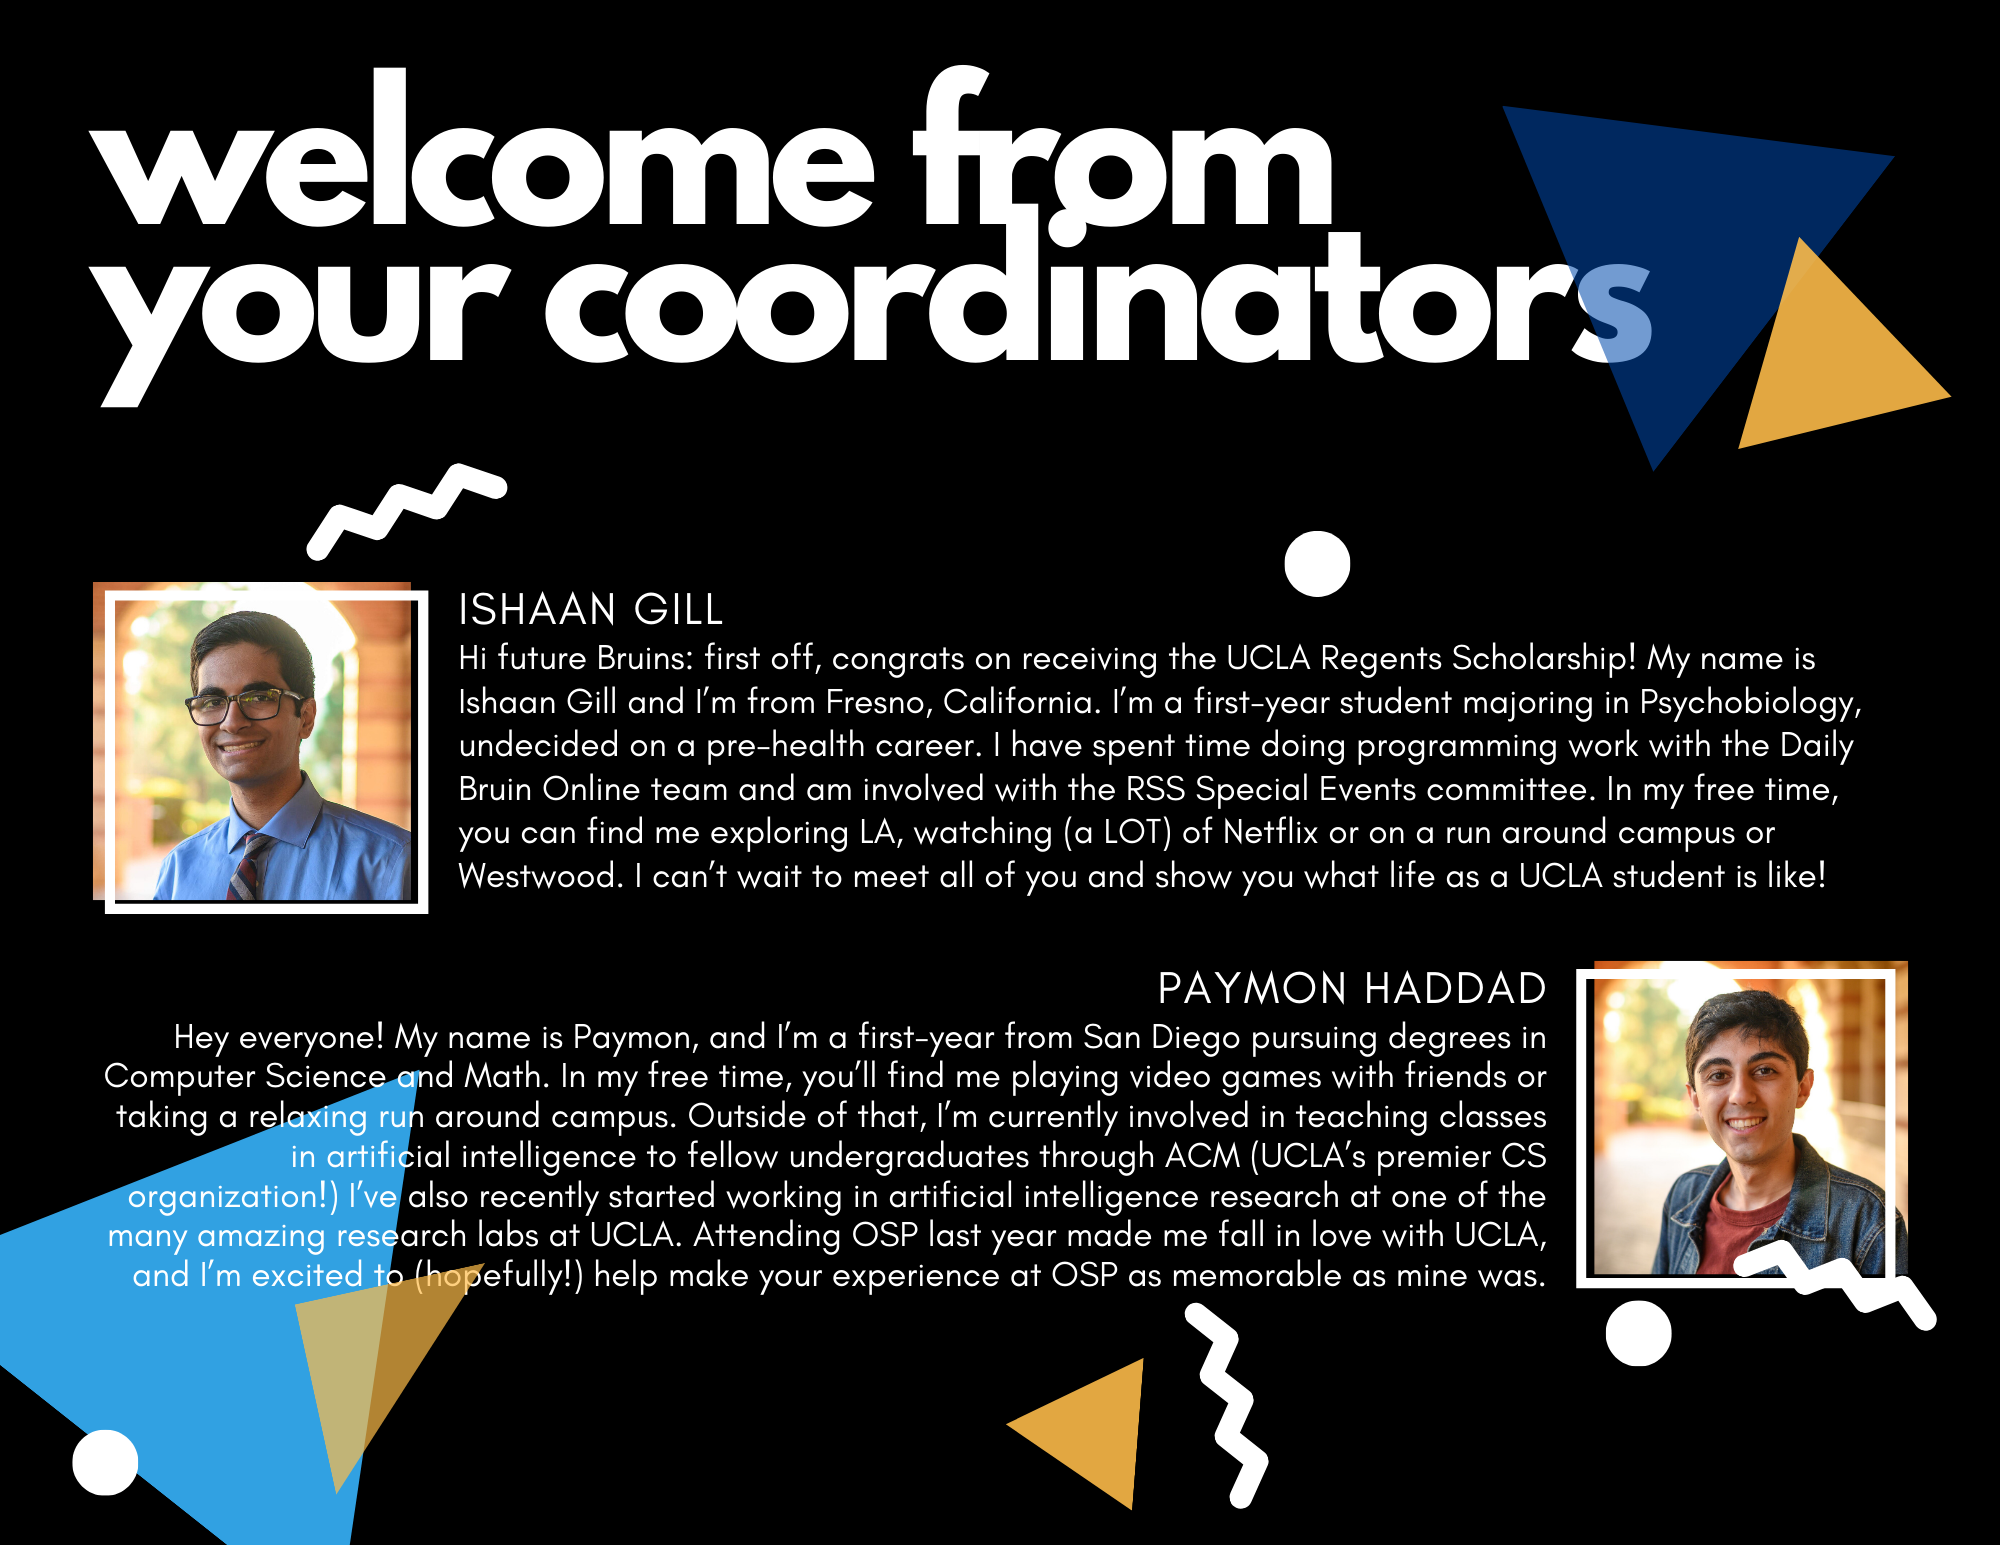 welcome from
your coordinators
ISHAAN GILL
Hi future Bruins: first off, congrats on receiving the UCLA Regents Scholarship! My name is
Ishaan Gill and I’m from Fresno, California. I’m a first-year student majoring in Psychobiology,
undecided on a pre-health career. I have spent time doing programming work with the Daily
Bruin Online team and am involved with the RSS Special Events committee. In my free time,
you can find me exploring LA, watching (a LOT) of Netflix or on a run around campus or
Westwood. I can’t wait to meet all of you and show you what life as a UCLA student is like!
PAYMON HADDAD
Hey everyone! My name is Paymon, and I’m a first-year from San Diego pursuing degrees in
Computer Science and Math. In my free time, you’ll find me playing video games with friends or
taking a relaxing run around campus. Outside of that, I’m currently involved in teaching classes
in artificial intelligence to fellow undergraduates through ACM (UCLA’s premier CS
organization!) I’ve also recently started working in artificial intelligence research at one of the
many amazing research labs at UCLA. Attending OSP last year made me fall in love with UCLA,
and I’m excited to (hopefully!) help make your experience at OSP as memorable as mine was.